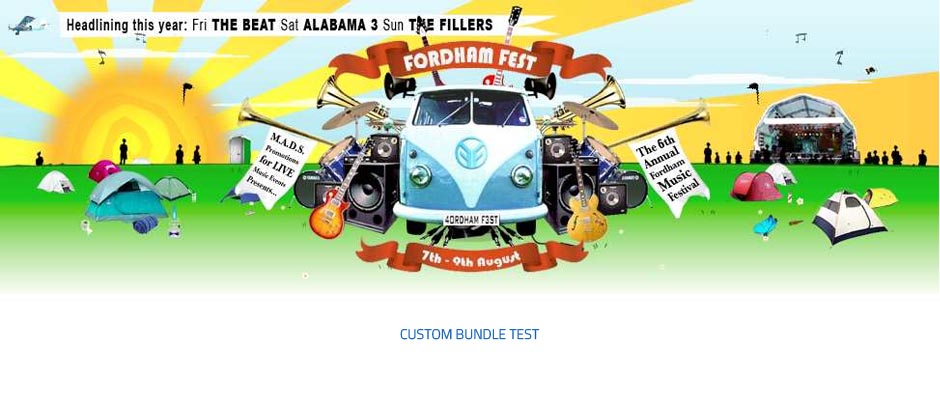 Headlining this year: Fri THE BEAT Sat ALABAMA 3 Sun THE FILLERS
FORDHAM FEST
M.A.D.S.
Promotions
for LIVE
Music Events
Presents...
The 6th
Annual
Fordham
Music
Festival
4ORDHAM F3ST
7th - 9th August
CUSTOM BUNDLE TEST